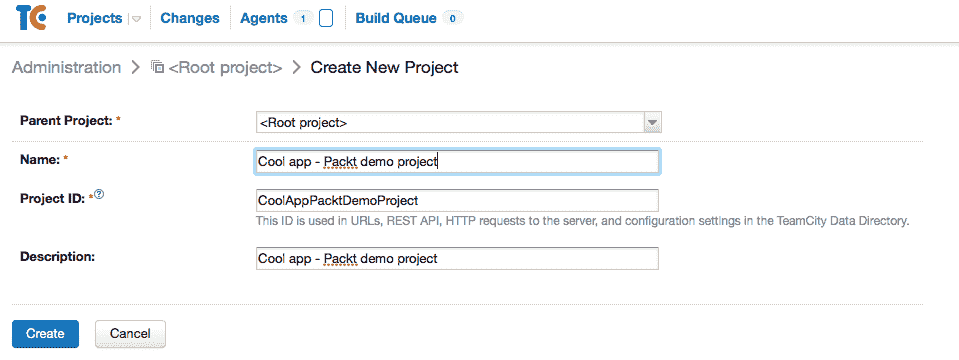 TC Projects Changes Agents 1 Build Queue 0
Administration > <Root project> > Create New Project
Parent Project: * <Root project>
Name: * Cool app - Packt demo project
Project ID: * ? CoolAppPacktDemoProject
This ID is used in URLs, REST API, HTTP requests to the server, and configuration settings in the TeamCity Data Directory.
Description: Cool app - Packt demo project
Create Cancel